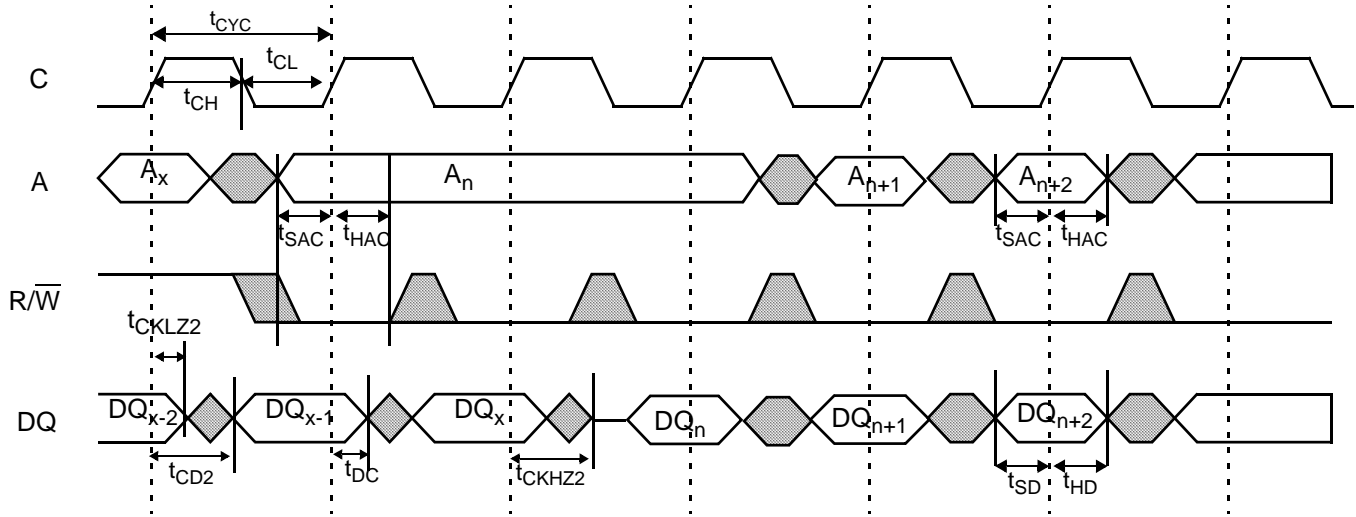 tCYC
C
tCL
tCH
A
Ax
An
An+1
An+2
tSAC
tHAC
tSAC
tHAC
R/W̅
tCKLZ2
DQ
DQx-2
DQx-1
DQx
DQn
DQn+1
DQn+2
tCD2
tDC
tCKHZ2
tSD
tHD